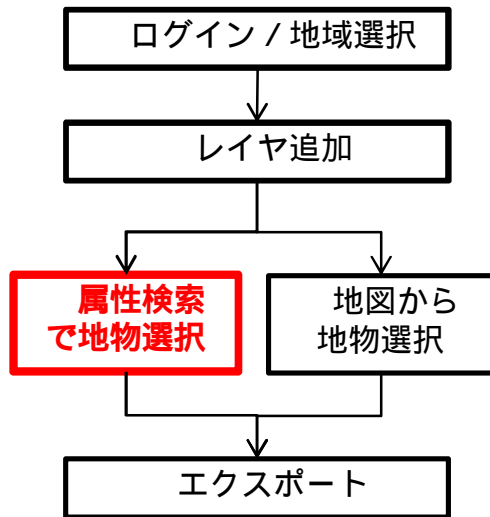 ログイン / 地域選択
レイヤ追加
属性検索
で地物選択
地図から
地物選択
エクスポート